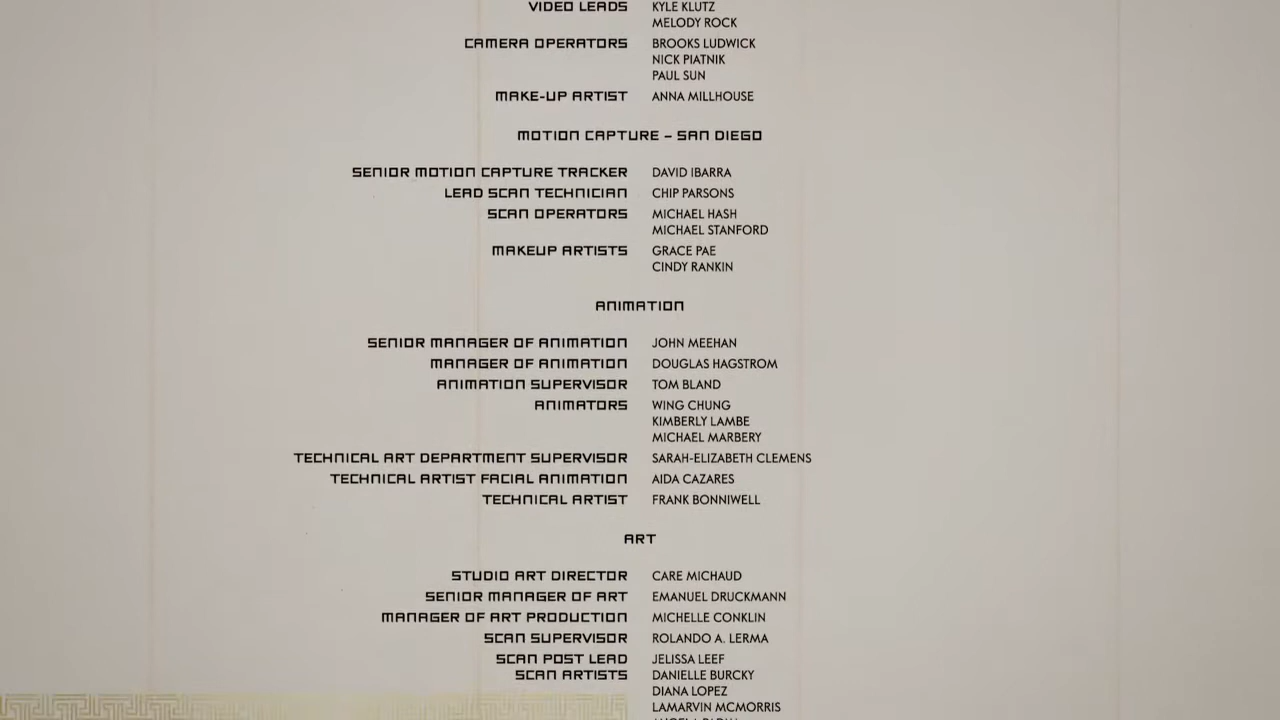 VIDEO LEADS KYLE KLUTZ
MELODY ROCK
CAMERA OPERATORS BROOKS LUDWICK
NICK PIATNIK
PAUL SUN
MAKE-UP ARTIST ANNA MILLHOUSE
MOTION CAPTURE – SAN DIEGO
SENIOR MOTION CAPTURE TRACKER DAVID IBARRA
LEAD SCAN TECHNICIAN CHIP PARSONS
SCAN OPERATORS MICHAEL HASH
MICHAEL STANFORD
MAKEUP ARTISTS GRACE PAE
CINDY RANKIN
ANIMATION
SENIOR MANAGER OF ANIMATION JOHN MEEHAN
MANAGER OF ANIMATION DOUGLAS HAGSTROM
ANIMATION SUPERVISOR TOM BLAND
ANIMATORS WING CHUNG
KIMBERLY LAMBE
MICHAEL MARBERY
TECHNICAL ART DEPARTMENT SUPERVISOR SARAH-ELIZABETH CLEMENS
TECHNICAL ARTIST FACIAL ANIMATION AIDA CAZARES
TECHNICAL ARTIST FRANK BONNIWELL
ART
STUDIO ART DIRECTOR CARE MICHAUD
SENIOR MANAGER OF ART EMANUEL DRUCKMANN
MANAGER OF ART PRODUCTION MICHELLE CONKLIN
SCAN SUPERVISOR ROLANDO A. LERMA
SCAN POST LEAD JELISSA LEEF
SCAN ARTISTS DANIELLE BURCKY
DIANA LOPEZ
LAMARVIN MCMORRIS